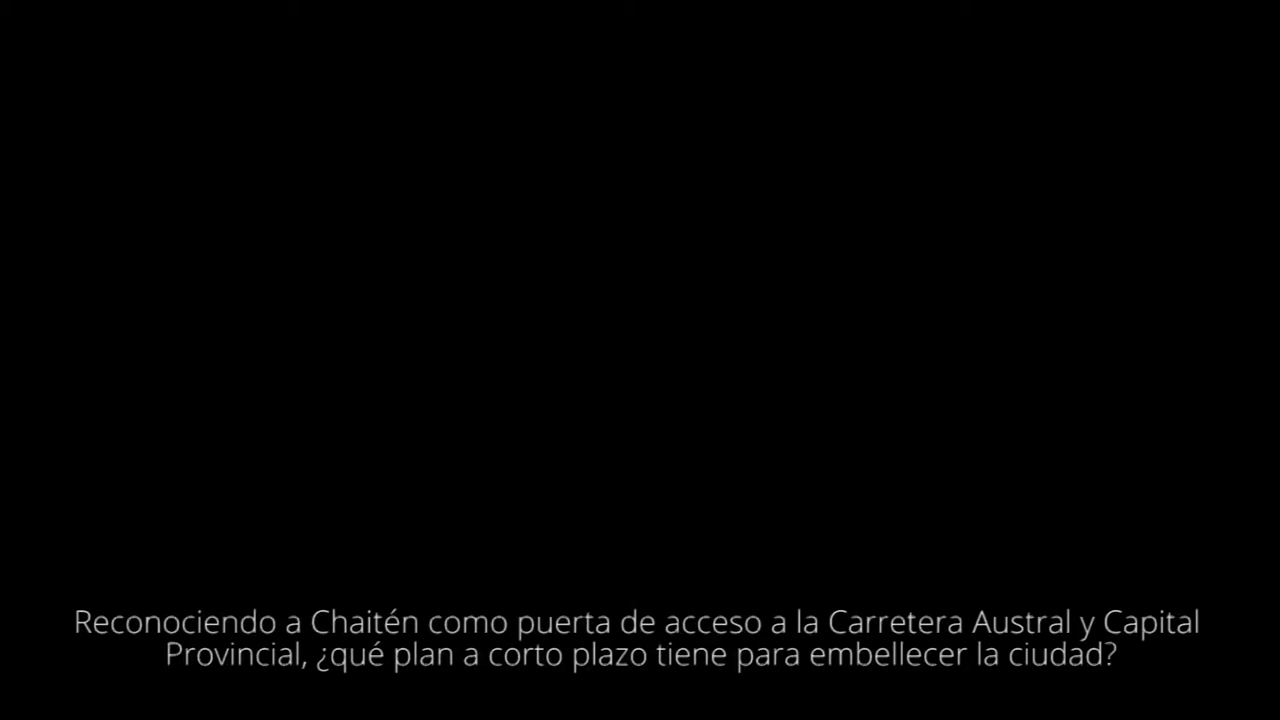 Reconociendo a Chaitén como puerta de acceso a la Carretera Austral y Capital
Provincial, ¿qué plan a corto plazo tiene para embellecer la ciudad?